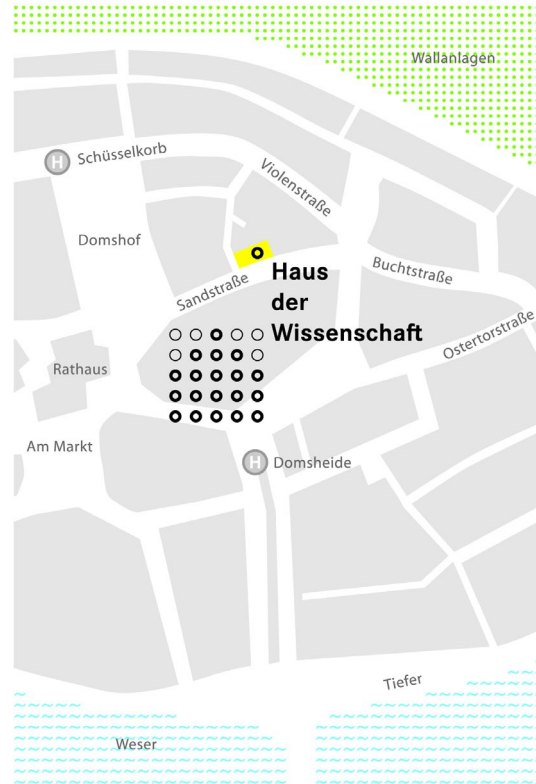 Wallanlagen
H Schüsselkorb
Violenstraße
Domshof
Buchtstraße
Sandstraße
Haus
der
Wissenschaft
Ostertorstraße
Rathaus
Am Markt
H Domsheide
Tiefer
Weser